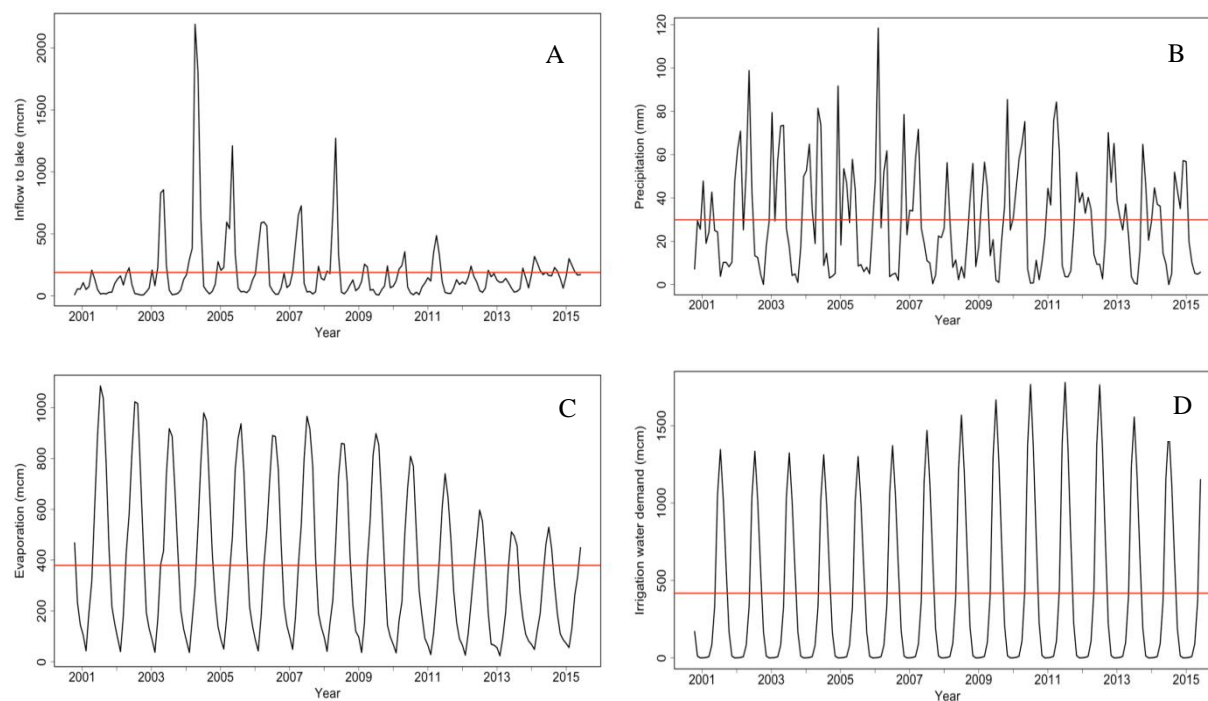 A
Inflow to lake (mcm)
2000
1500
1000
500
0
2001 2003 2005 2007 2009 2011 2013 2015
Year
B
Precipitation (mm)
120
100
80
60
40
20
0
2001 2003 2005 2007 2009 2011 2013 2015
Year
C
Evaporation (mcm)
1000
800
600
400
200
0
2001 2003 2005 2007 2009 2011 2013 2015
Year
D
Irrigation water demand (mcm)
1500
1000
500
0
2001 2003 2005 2007 2009 2011 2013 2015
Year